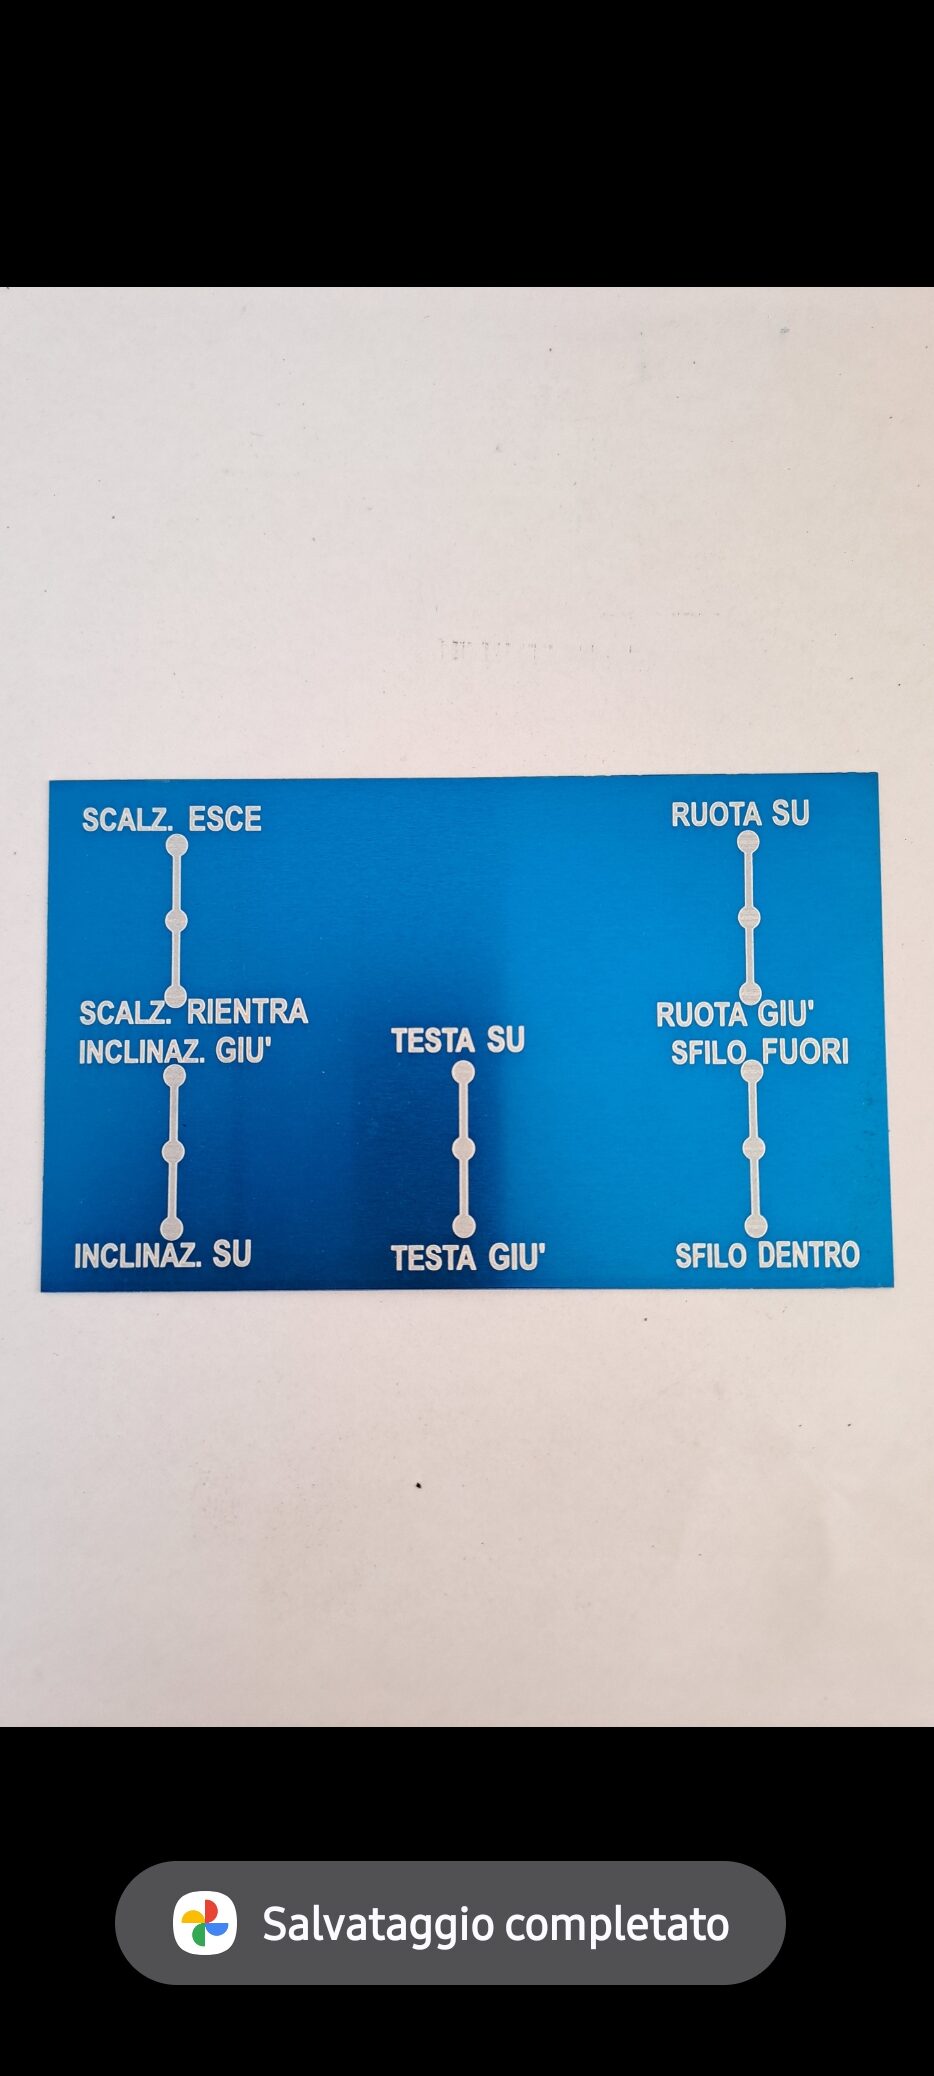 SCALZ. ESCE
RUOTA SU
SCALZ. RIENTRA
RUOTA GIU'
INCLINAZ. GIU'
TESTA SU
SFILO FUORI
INCLINAZ. SU
TESTA GIU'
SFILO DENTRO
Salvataggio completato